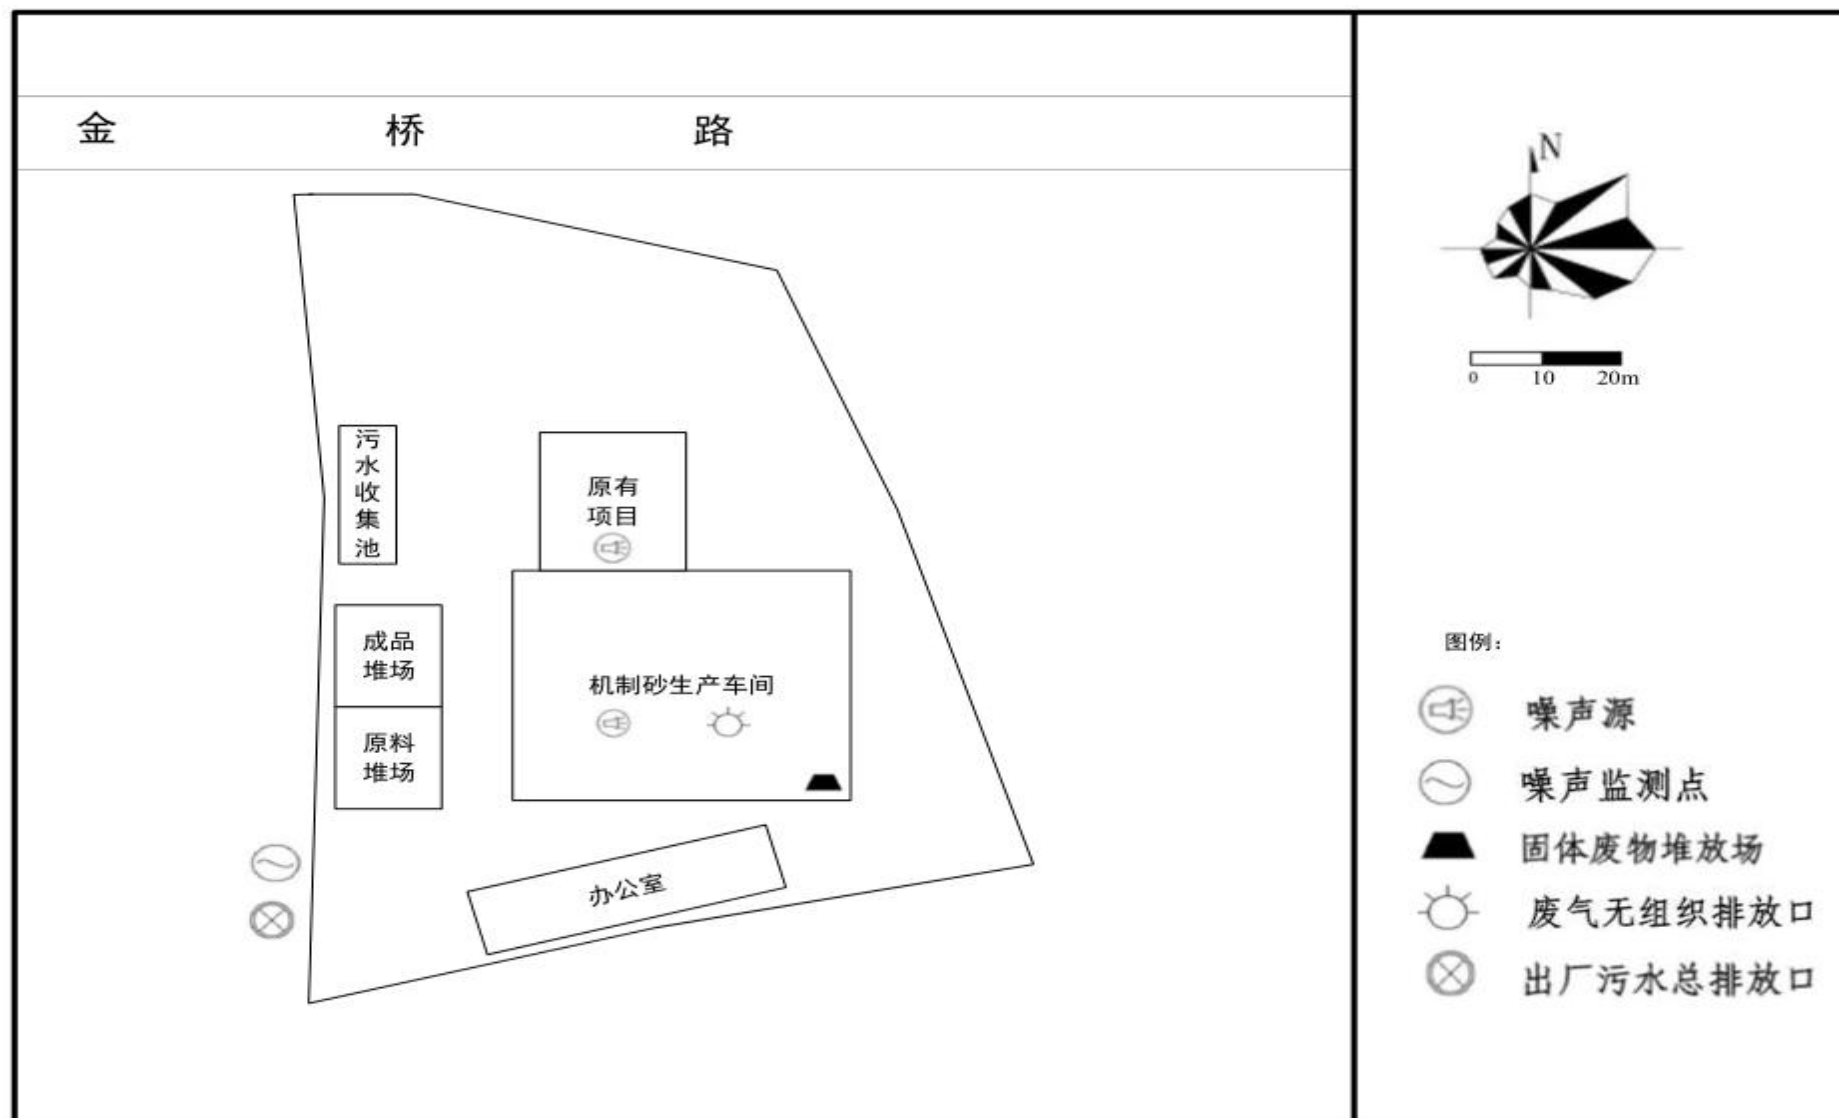 金桥路
N
0 10 20m
污水收集池
原有
项目
成品
堆场
机制砂生产车间
原料
堆场
办公室
图例：
噪声源
噪声监测点
固体废物堆放场
废气无组织排放口
出厂污水总排放口